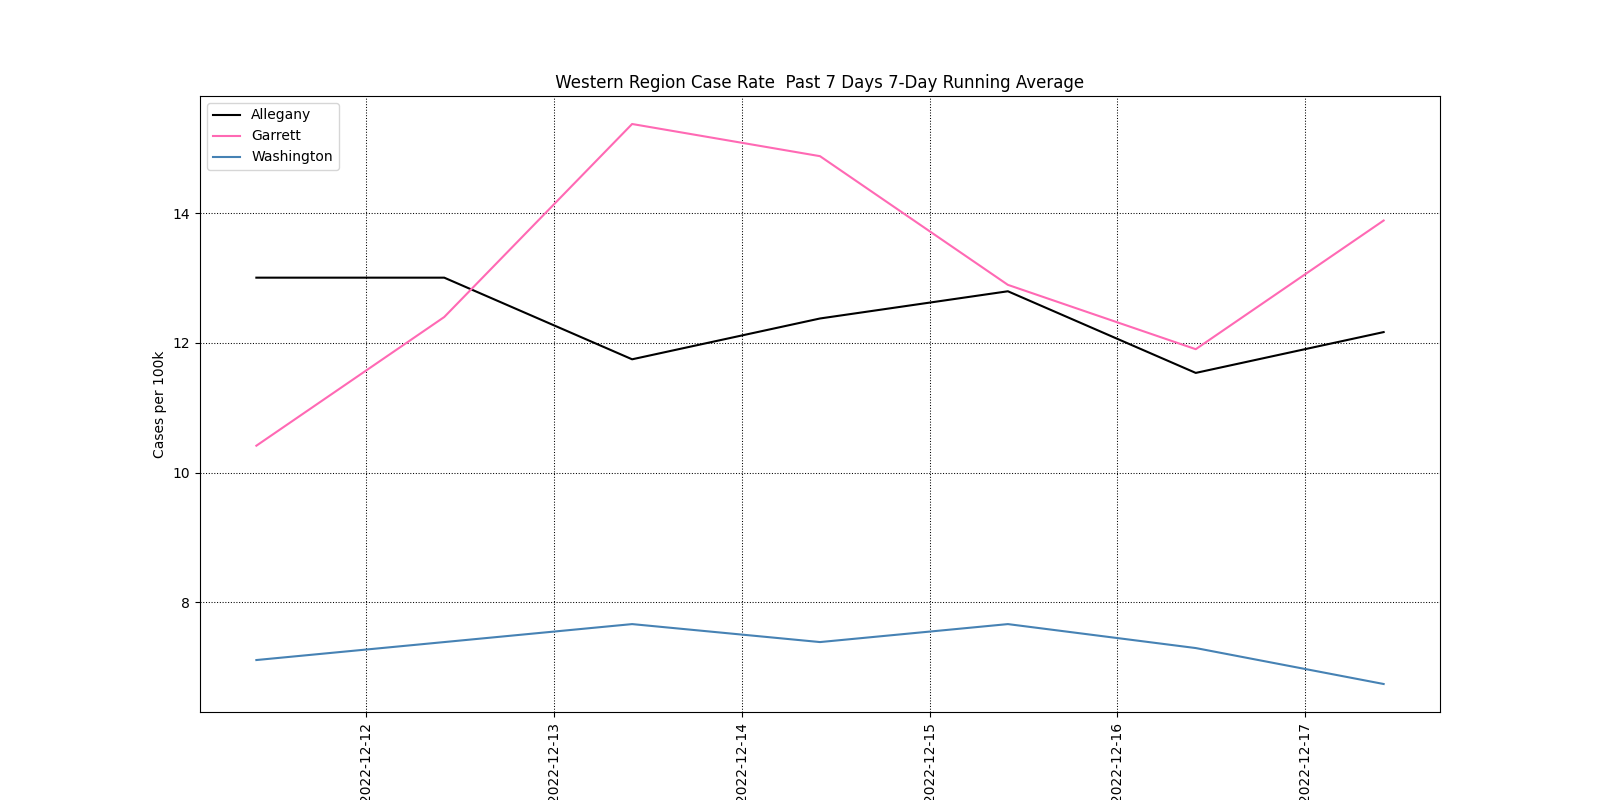 Western Region Case Rate  Past 7 Days 7-Day Running Average
Allegany
Garrett
Washington
14
12
10
8
Cases per 100k
2022-12-12
2022-12-13
2022-12-14
2022-12-15
2022-12-16
2022-12-17